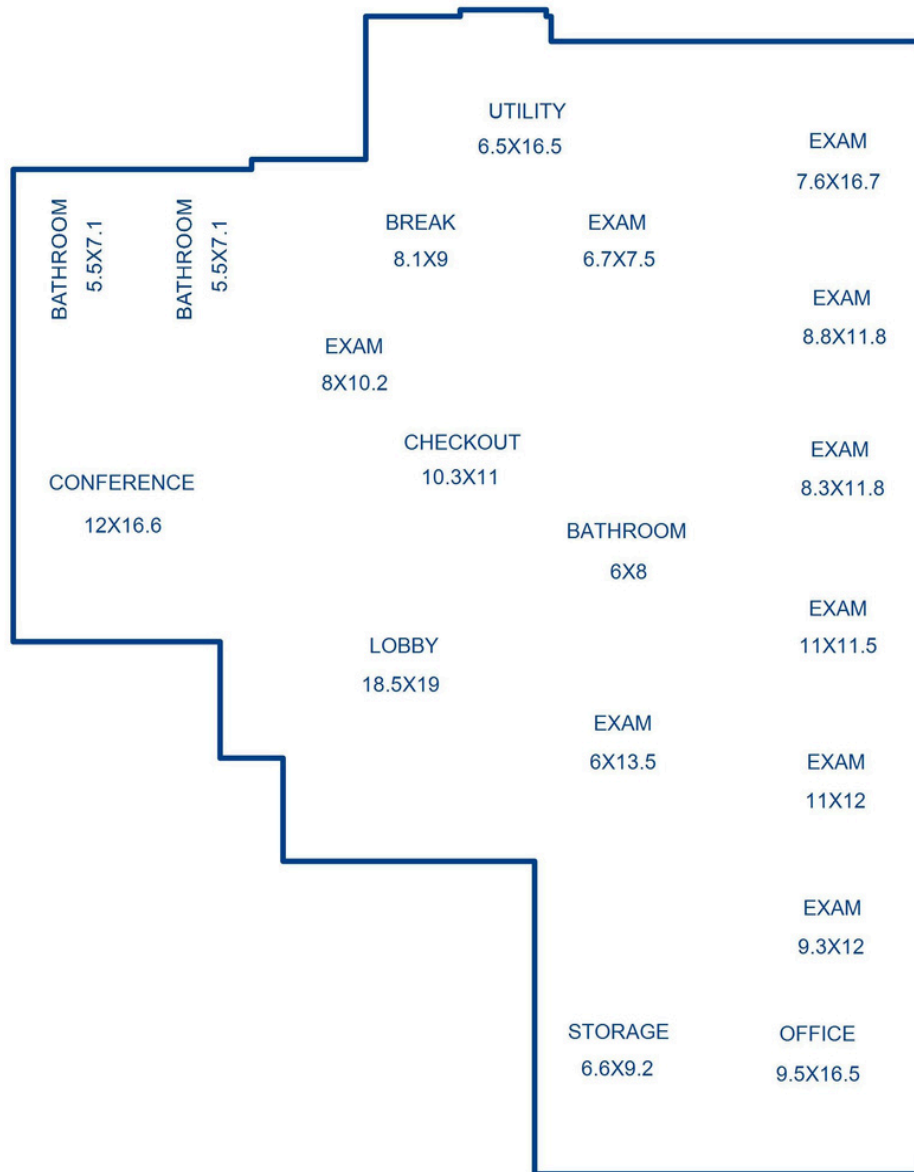 UTILITY
6.5X16.5
EXAM
7.6X16.7
BATHROOM
5.5X7.1
BATHROOM
5.5X7.1
BREAK
8.1X9
EXAM
6.7X7.5
EXAM
8.8X11.8
EXAM
8X10.2
CHECKOUT
10.3X11
EXAM
8.3X11.8
CONFERENCE
12X16.6
BATHROOM
6X8
EXAM
11X11.5
LOBBY
18.5X19
EXAM
6X13.5
EXAM
11X12
EXAM
9.3X12
STORAGE
6.6X9.2
OFFICE
9.5X16.5